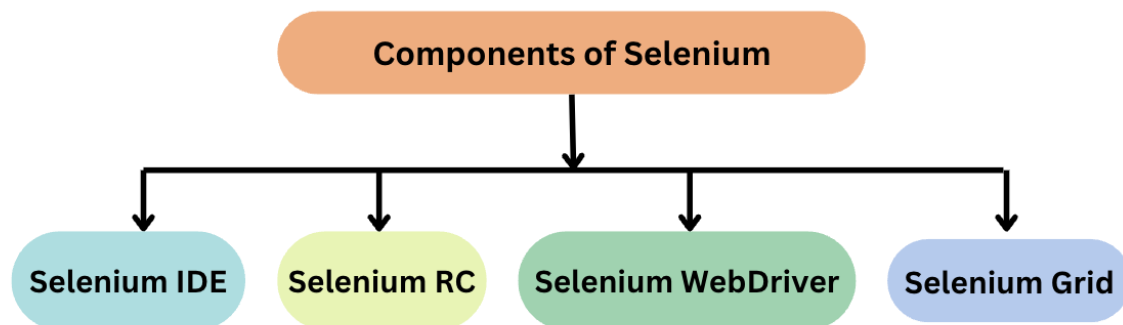 Components of Selenium
Selenium IDE
Selenium RC
Selenium WebDriver
Selenium Grid